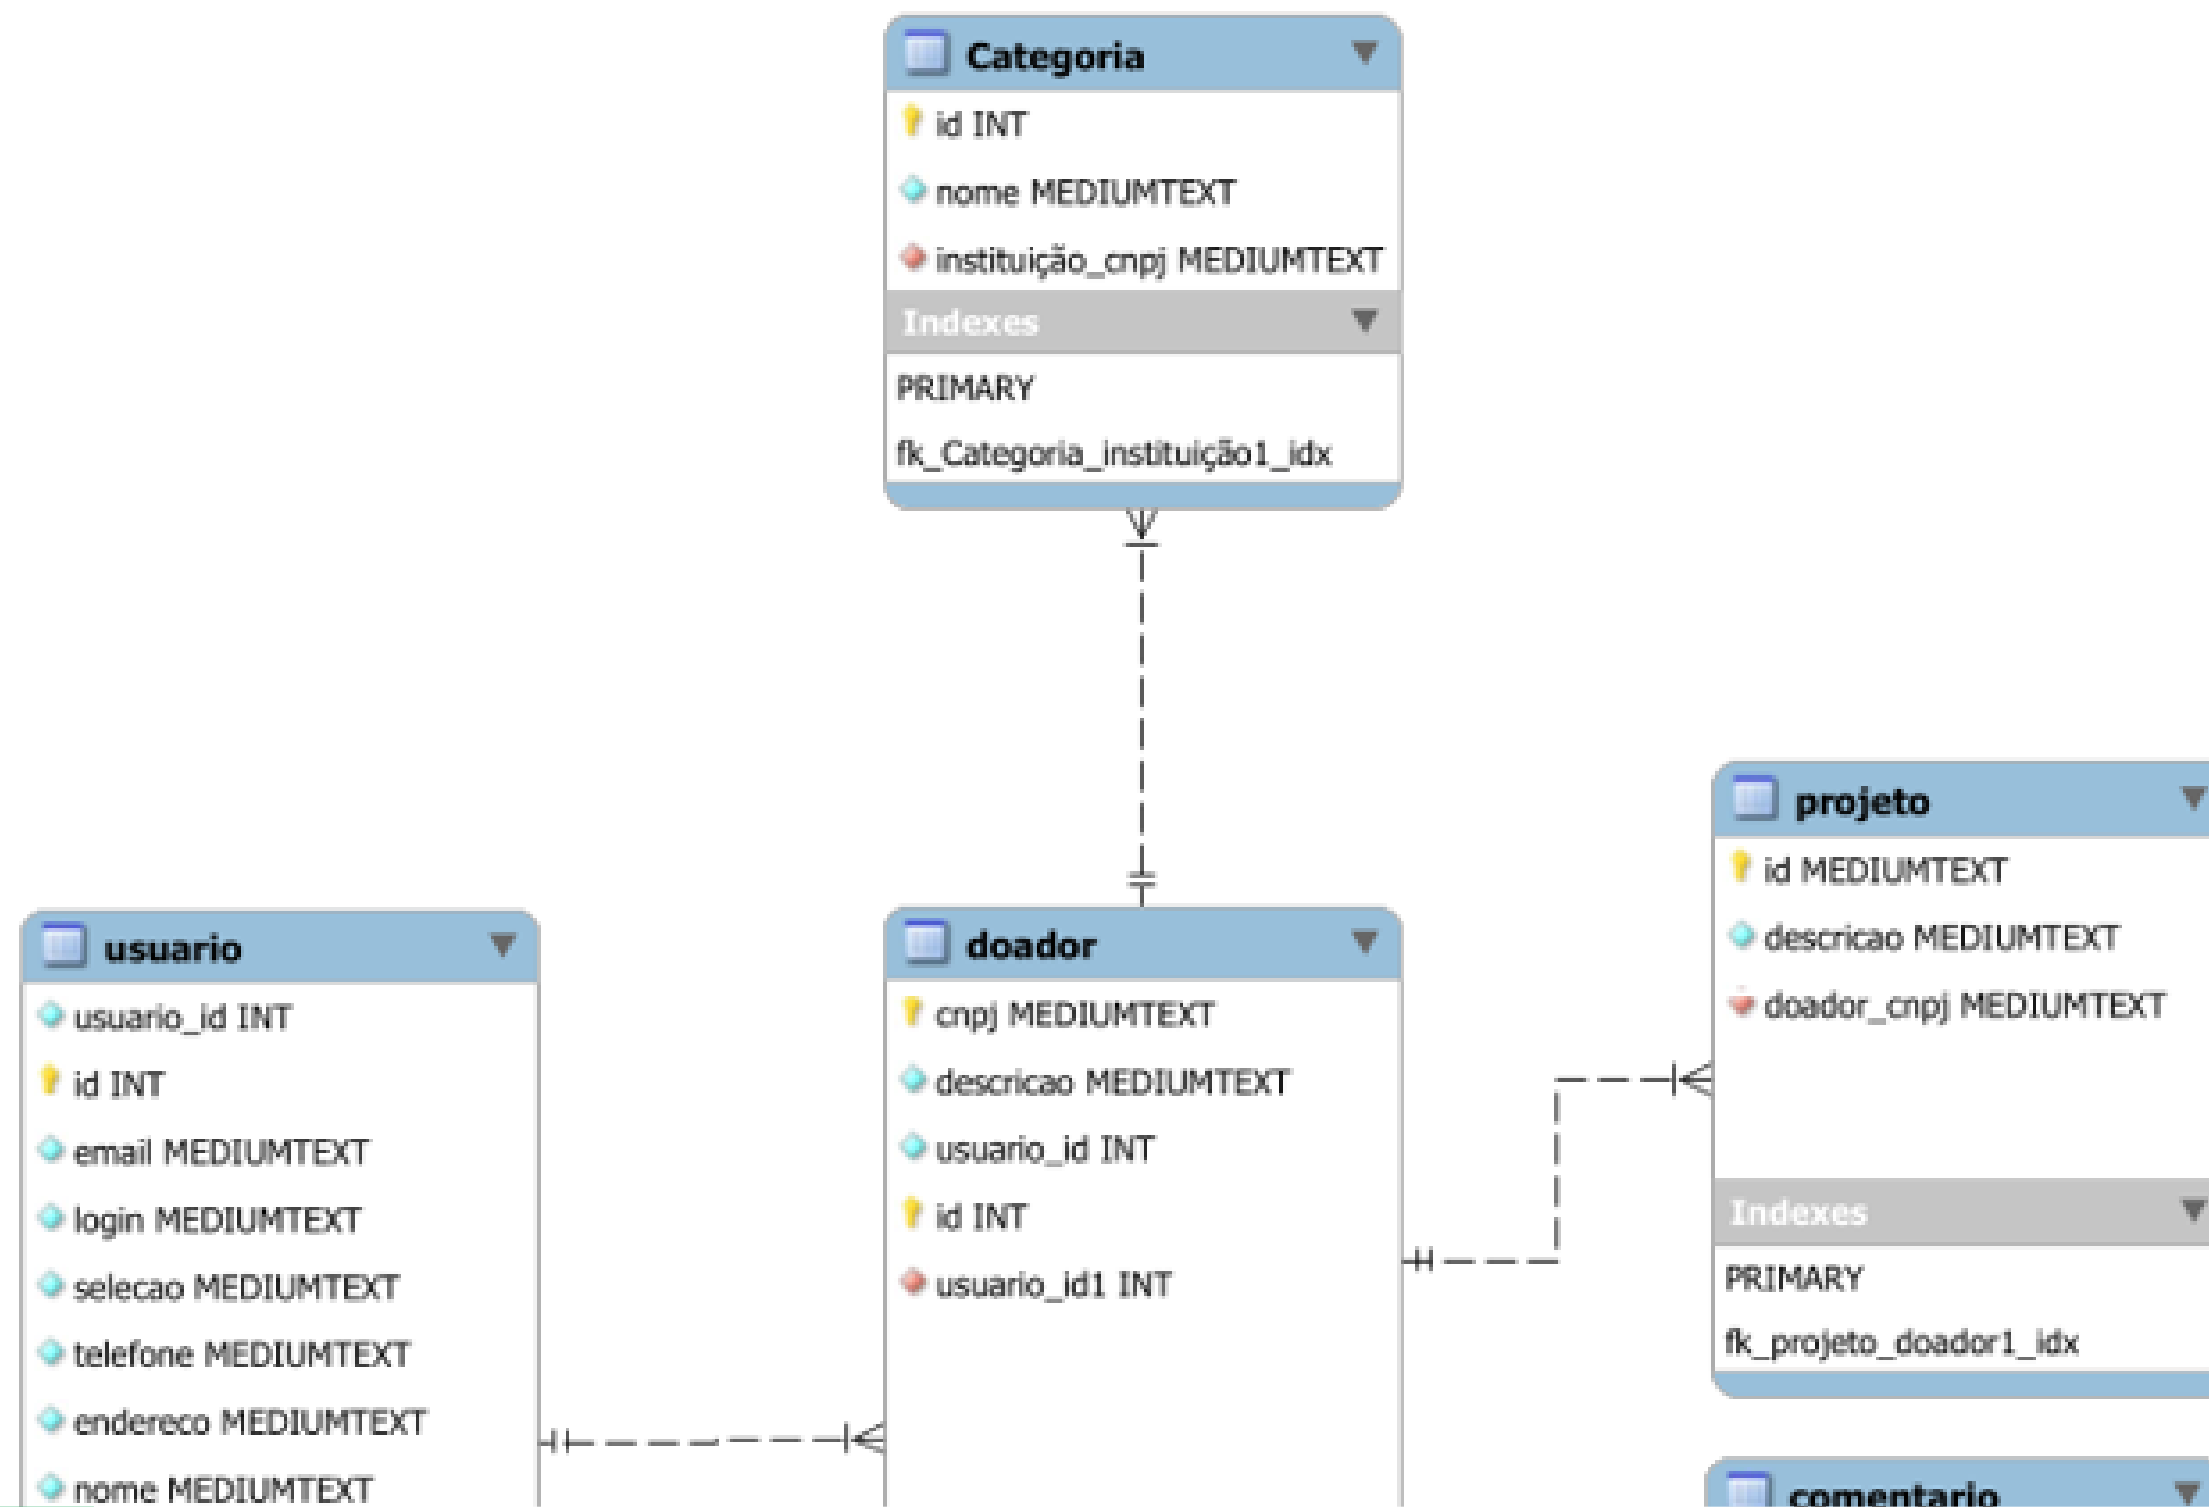 Categoria
id INT
nome MEDIUMTEXT
instituição_cnpj MEDIUMTEXT
Indexes
PRIMARY
fk_Categoria_instituição1_idx
usuario
usuario_id INT
id INT
email MEDIUMTEXT
login MEDIUMTEXT
selecao MEDIUMTEXT
telefone MEDIUMTEXT
endereco MEDIUMTEXT
nome MEDIUMTEXT
doador
cnpj MEDIUMTEXT
descricao MEDIUMTEXT
usuario_id INT
id INT
usuario_id1 INT
projeto
id MEDIUMTEXT
descricao MEDIUMTEXT
doador_cnpj MEDIUMTEXT
Indexes
PRIMARY
fk_projeto_doador1_idx
comentario